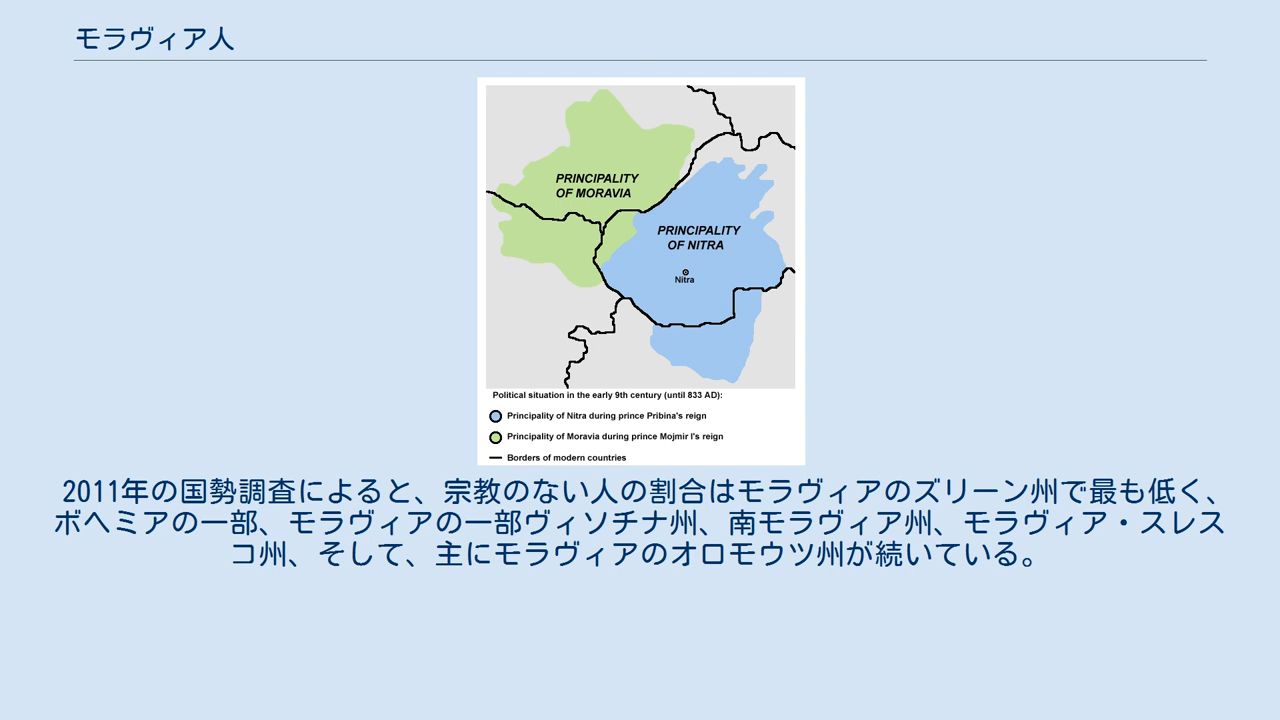 モラヴィア人
PRINCIPALITY
OF MORAVIA
PRINCIPALITY
OF NITRA
Nitra
Political situation in the early 9th century (until 833 AD):
Principality of Nitra during prince Pribina's reign
Principality of Moravia during prince Mojmir I's reign
Borders of modern countries
2011年の国勢調査によると、宗教のない人の割合はモラヴィアのズリーン州で最も低く、
ボヘミアの一部、モラヴィアの一部ヴィソチナ州、南モラヴィア州、モラヴィア・スレス
コ州、そして、主にモラヴィアのオロモウツ州が続いている。